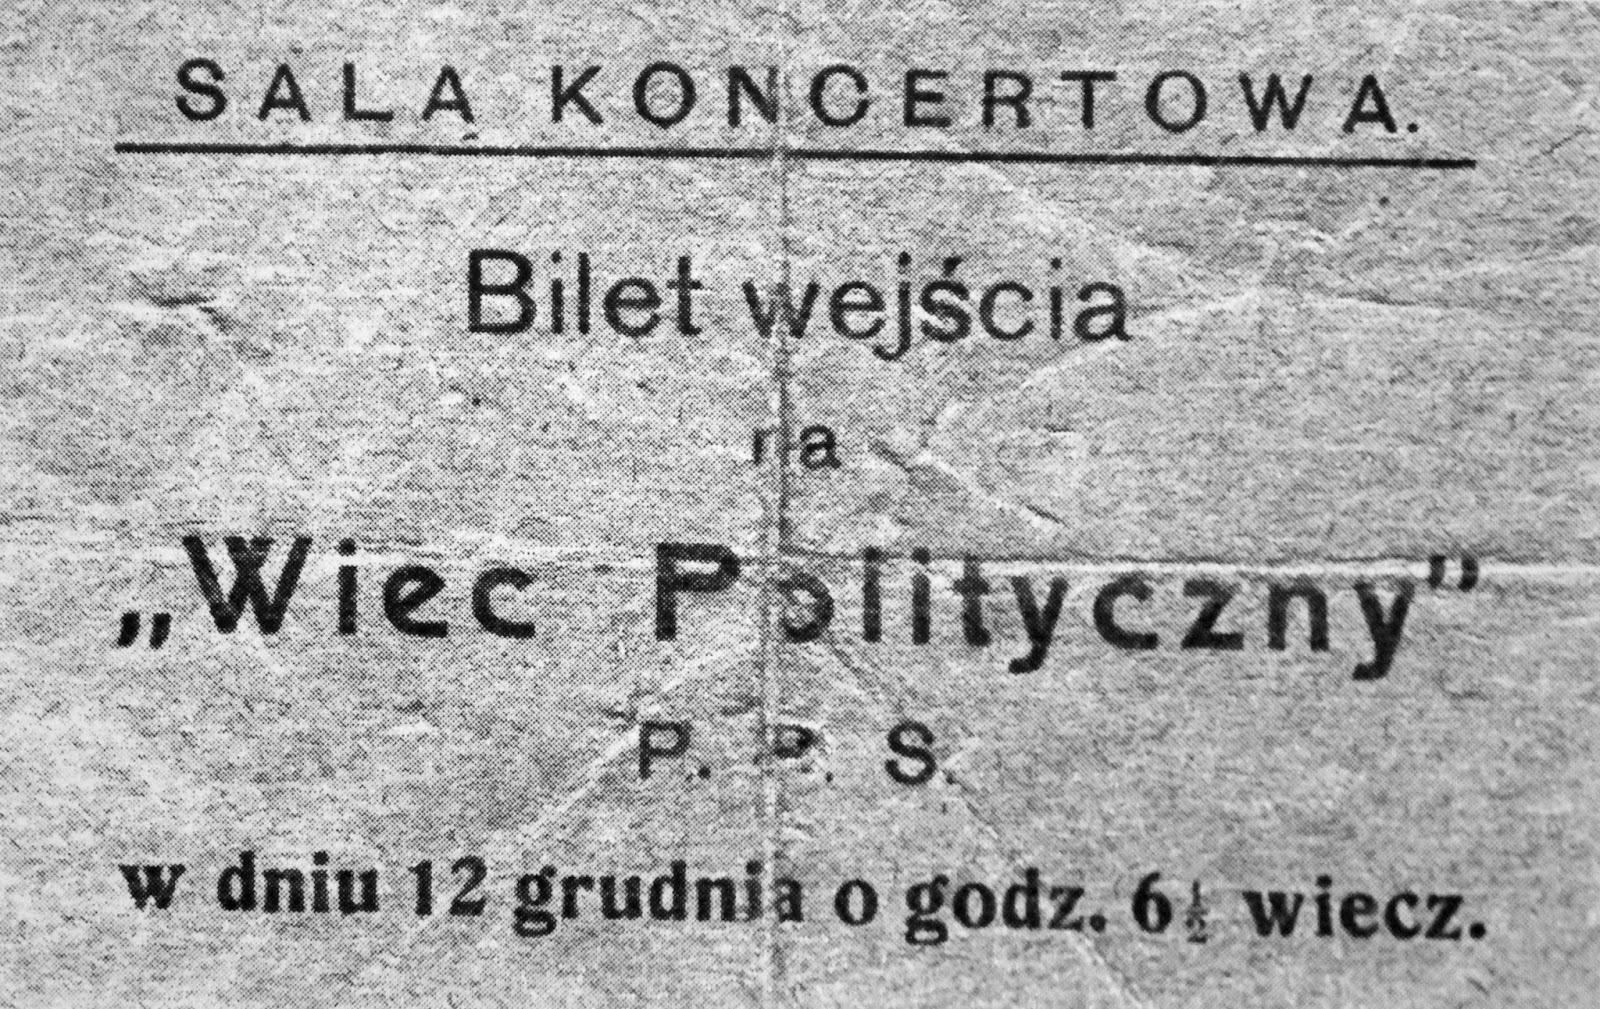 SALA KONCERTOWA.
Bilet wejścia
na
„Wiec Polityczny"
P. P. S.
w dniu 12 grudnia o godz. 6½ wiecz.